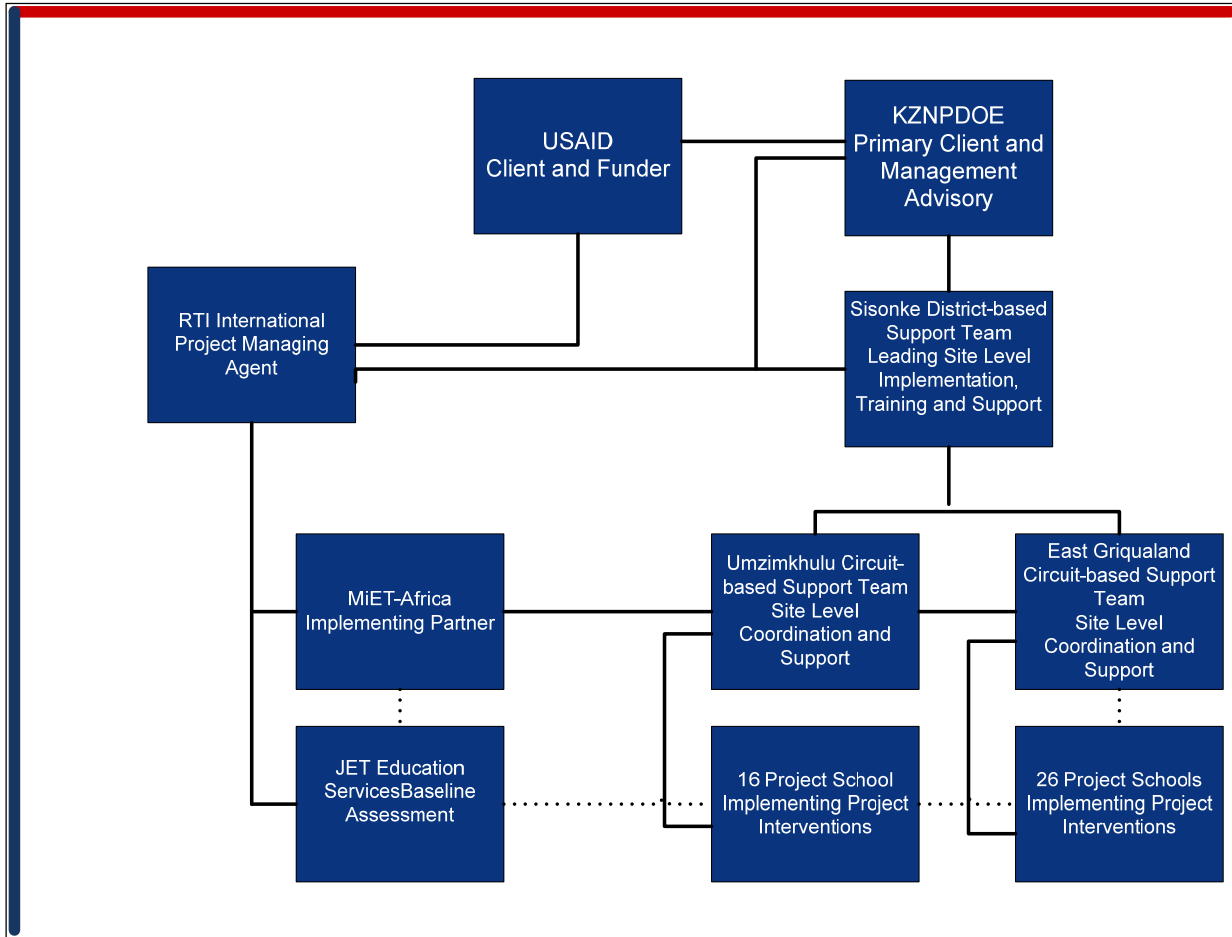 USAID
Client and Funder
KZNPDOE
Primary Client and
Management
Advisory
RTI International
Project Managing
Agent
Sisonke District-based
Support Team
Leading Site Level
Implementation,
Training and Support
MiET-Africa
Implementing Partner
Umzimkhulu Circuit-
based Support Team
Site Level
Coordination and
Support
East Griqualand
Circuit-based Support
Team
Site Level
Coordination and
Support
JET Education
ServicesBaseline
Assessment
16 Project School
Implementing Project
Interventions
26 Project Schools
Implementing Project
Interventions